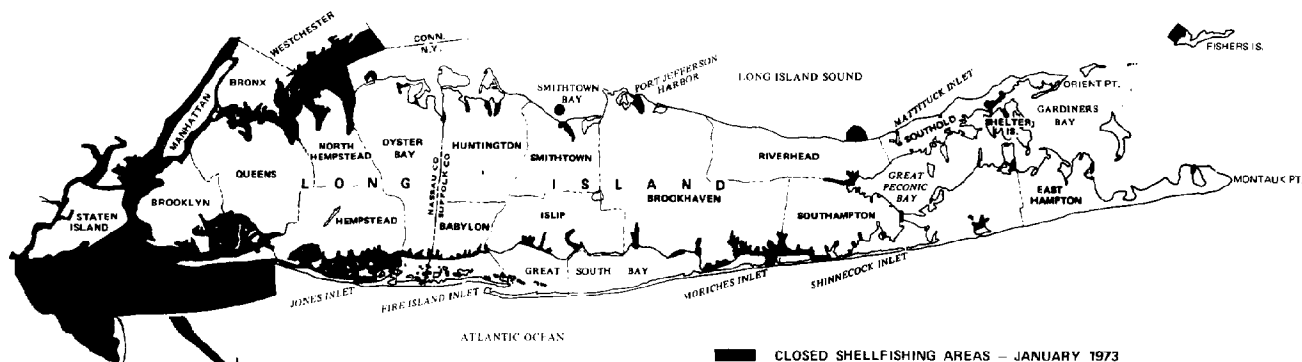 WESTCHESTER
CONN.
N.Y.
FISHERS IS.
BRONX
MANHATTAN
SMITHTOWN
BAY
PORT JEFFERSON
HARBOR
LONG ISLAND SOUND
MATTITUCK INLET
ORIENT PT.
GARDINERS
BAY
SOUTHOLD
SHELTER
IS.
NORTH
HEMPSTEAD
OYSTER
BAY
HUNTINGTON
SMITHTOWN
RIVERHEAD
QUEENS
NASSAU CO
SUFFOLK CO
LONG ISLAND
BROOKHAVEN
GREAT
PECONIC
BAY
EAST
HAMPTON
MONTAUK PT
STATEN
ISLAND
BROOKLYN
HEMPSTEAD
BABYLON
ISLIP
SOUTHAMPTON
GREAT SOUTH BAY
JONES INLET
FIRE ISLAND INLET
MORICHES INLET
SHINNECOCK INLET
ATLANTIC OCEAN
CLOSED SHELLFISHING AREAS – JANUARY 1973